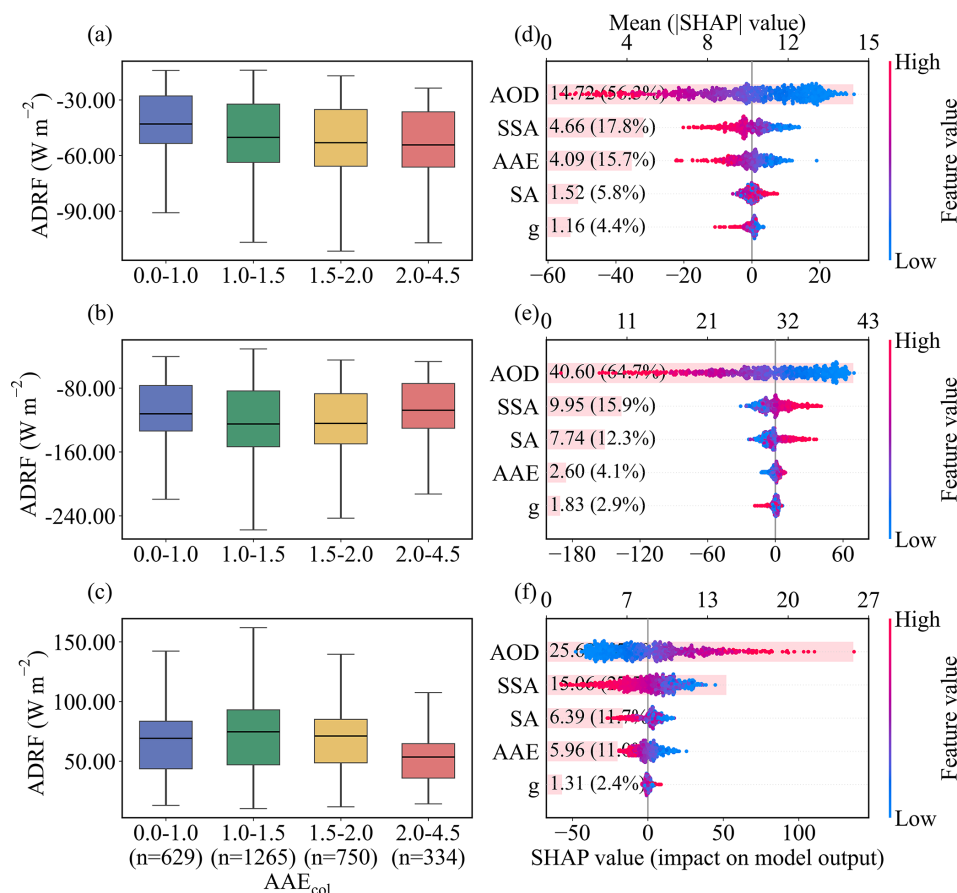 (a)
ADRF (W m−2)
-30.00
-60.00
-90.00
0.0-1.0 1.0-1.5 1.5-2.0 2.0-4.5
(d)
Mean (|SHAP| value)
0 4 8 11 15
AOD 14.72 (56.3%)
SSA 4.66 (17.8%)
AAE 4.09 (15.7%)
SA 1.52 (5.8%)
g 1.16 (4.4%)
−60 −40 −20 0 20
High
Feature value
Low
(b)
ADRF (W m−2)
-80.00
-160.00
-240.00
0.0-1.0 1.0-1.5 1.5-2.0 2.0-4.5
(e)
0 11 21 32 43
AOD 40.60 (64.7%)
SSA 9.95 (15.9%)
SA 7.74 (12.3%)
AAE 2.60 (4.1%)
g 1.83 (2.9%)
−180 −120 −60 0 60
High
Feature value
Low
(c)
ADRF (W m−2)
150.00
100.00
50.00
0.0-1.0 1.0-1.5 1.5-2.0 2.0-4.5
(n=629) (n=1265) (n=750) (n=334)
AAEcol
(f)
0 7 13 20 27
AOD
SSA 15.06
SA 6.39 (11.7%)
AAE 5.96
g 1.31 (2.4%)
−50 0 50 100
SHAP value (impact on model output)
High
Feature value
Low